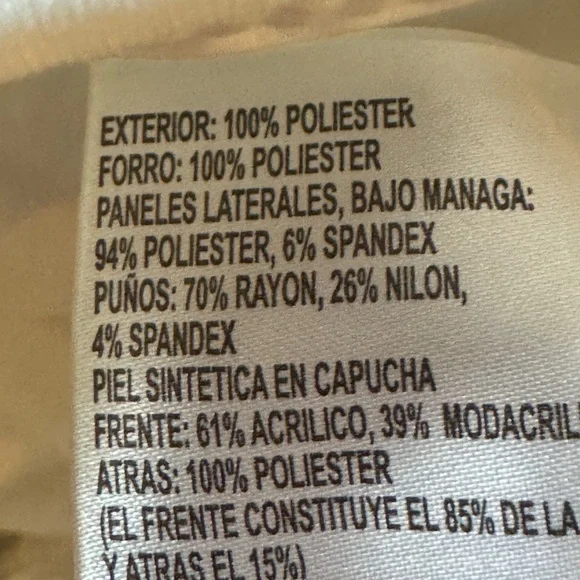 EXTERIOR: 100% POLIESTER
FORRO: 100% POLIESTER
PANELES LATERALES, BAJO MANAGA:
94% POLIESTER, 6% SPANDEX
PUÑOS: 70% RAYON, 26% NILON,
4% SPANDEX
PIEL SINTETICA EN CAPUCHA
FRENTE: 61% ACRILICO, 39% MODACRIL
ATRAS: 100% POLIESTER
(EL FRENTE CONSTITUYE EL 85% DE LA
Y ATRAS EL 15%)